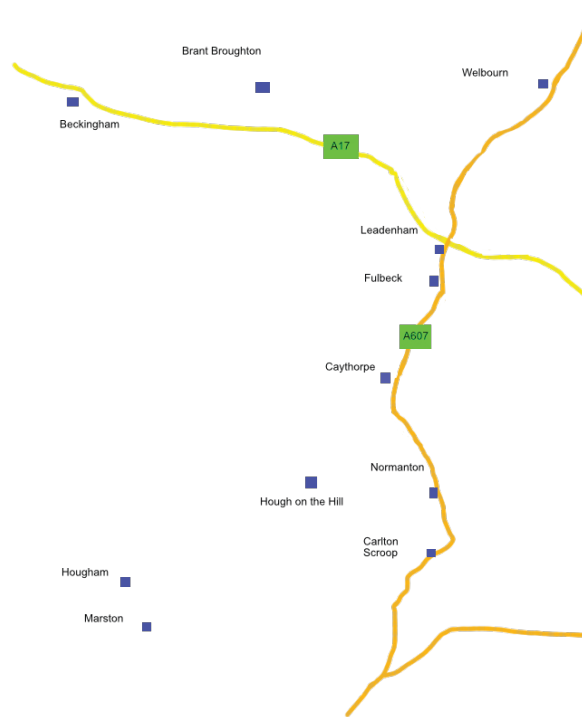 Brant Broughton
Welbourn
Beckingham
A17
Leadenham
Fulbeck
A607
Caythorpe
Normanton
Hough on the Hill
Carlton
Scroop
Hougham
Marston